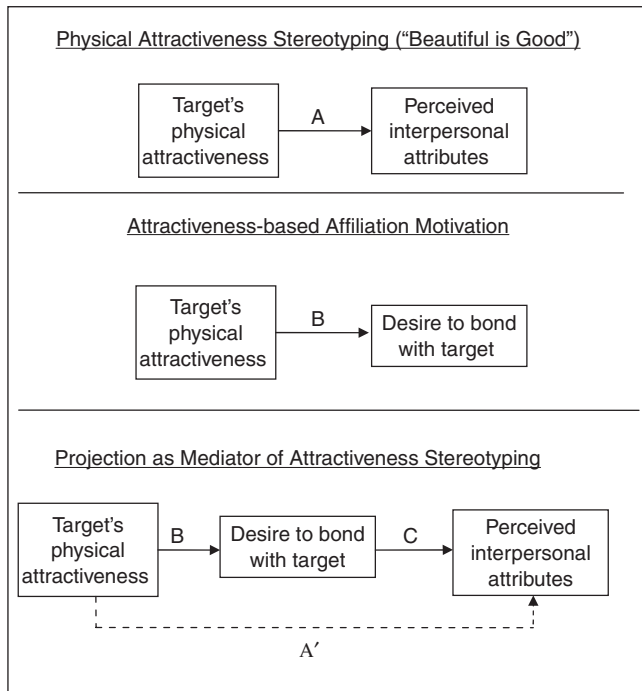 Physical Attractiveness Stereotyping (“Beautiful is Good”)
Target’s
physical
attractiveness
A
Perceived
interpersonal
attributes
Attractiveness-based Affiliation Motivation
Target’s
physical
attractiveness
B
Desire to bond
with target
Projection as Mediator of Attractiveness Stereotyping
Target’s
physical
attractiveness
B
Desire to bond
with target
C
Perceived
interpersonal
attributes
A′